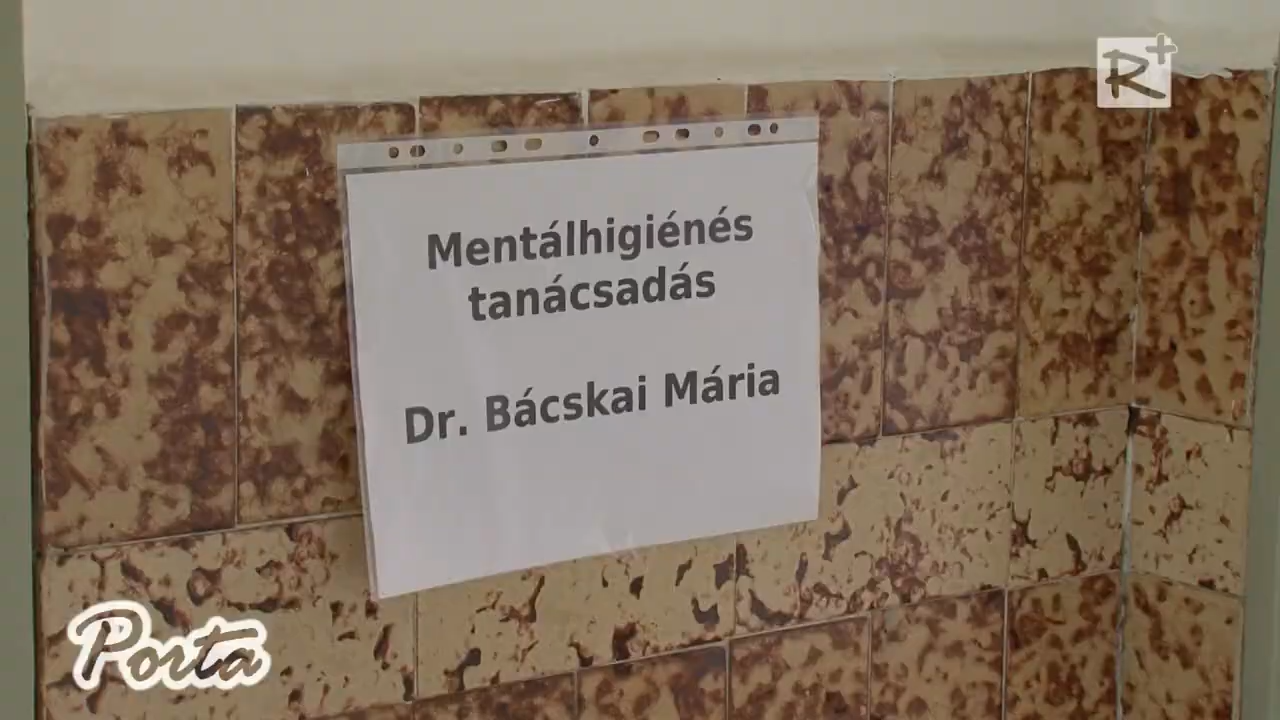 R+
Mentálhigiénés
tanácsadás
Dr. Bácskai Mária
Porta